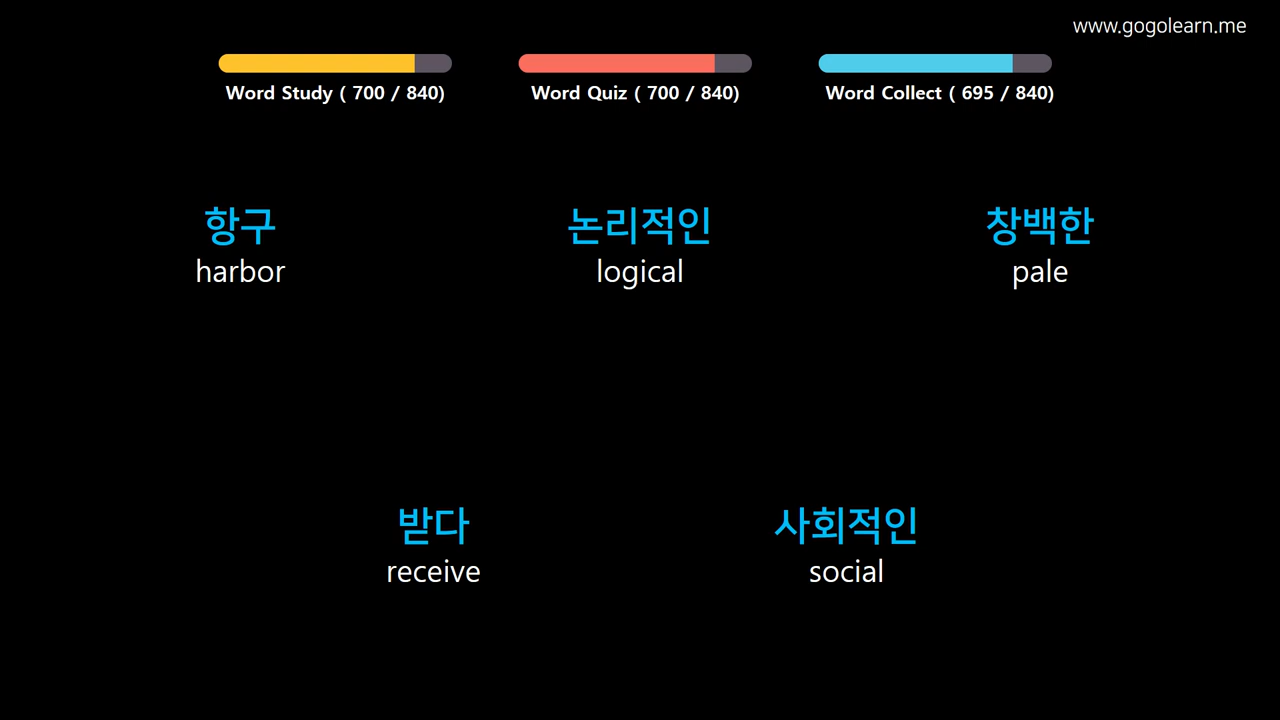 www.gogolearn.me
Word Study ( 700 / 840)
Word Quiz ( 700 / 840)
Word Collect ( 695 / 840)
항구
harbor
논리적인
logical
창백한
pale
받다
receive
사회적인
social